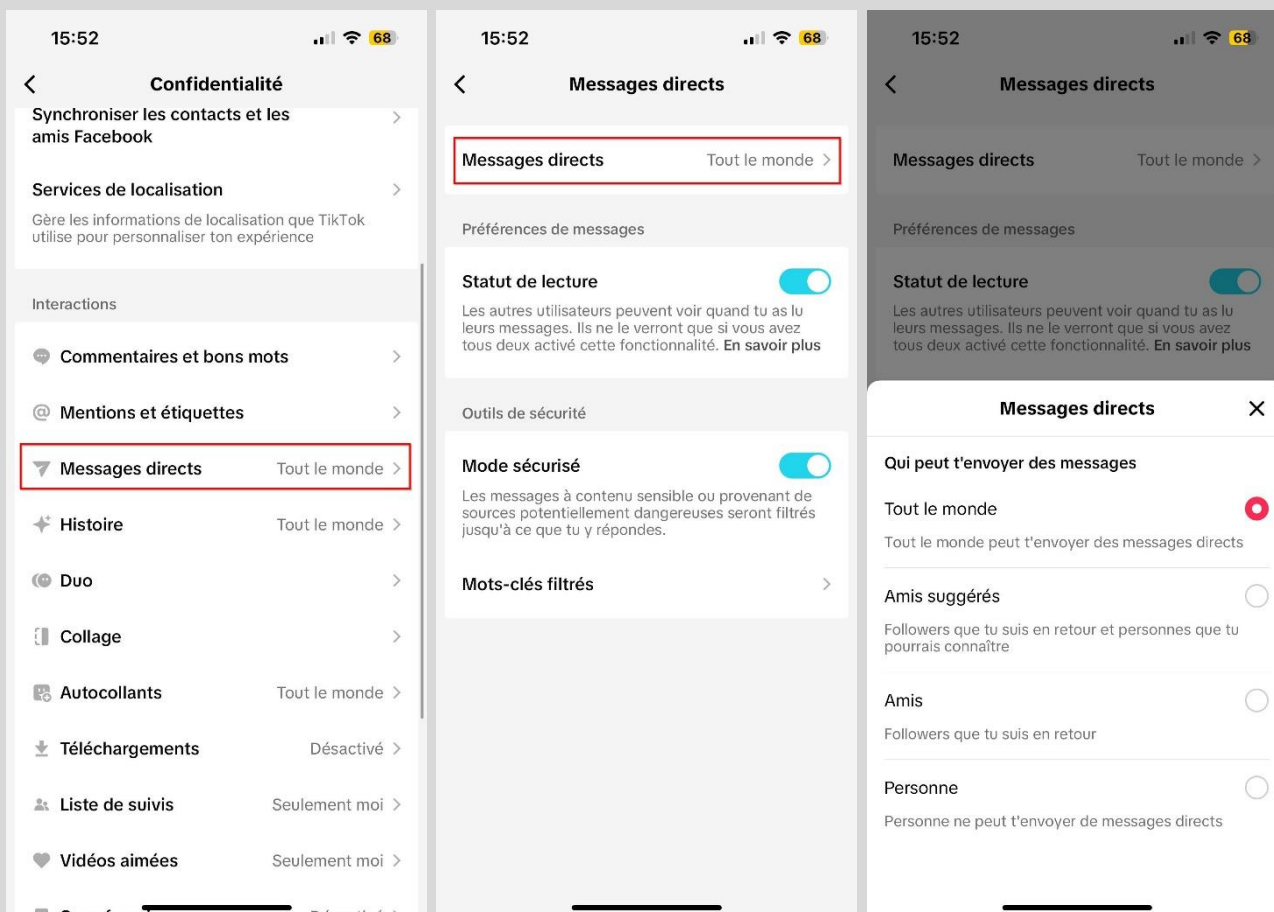 15:52
68
Confidentialité
Synchroniser les contacts et les
amis Facebook
Services de localisation
Gère les informations de localisation que TikTok
utilise pour personnaliser ton expérience
Interactions
Commentaires et bons mots
Mentions et étiquettes
Messages directs Tout le monde
Histoire Tout le monde
Duo
Collage
Autocollants Tout le monde
Téléchargements Désactivé
Liste de suivis Seulement moi
Vidéos aimées Seulement moi
15:52
68
Messages directs
Messages directs Tout le monde
Préférences de messages
Statut de lecture
Les autres utilisateurs peuvent voir quand tu as lu
leurs messages. Ils ne le verront que si vous avez
tous deux activé cette fonctionnalité. En savoir plus
Outils de sécurité
Mode sécurisé
Les messages à contenu sensible ou provenant de
sources potentiellement dangereuses seront filtrés
jusqu'à ce que tu y répondes.
Mots-clés filtrés
15:52
68
Messages directs
Messages directs Tout le monde
Préférences de messages
Statut de lecture
Les autres utilisateurs peuvent voir quand tu as lu
leurs messages. Ils ne le verront que si vous avez
tous deux activé cette fonctionnalité. En savoir plus
Messages directs
Qui peut t'envoyer des messages
Tout le monde
Tout le monde peut t'envoyer des messages directs
Amis suggérés
Followers que tu suis en retour et personnes que tu
pourrais connaître
Amis
Followers que tu suis en retour
Personne
Personne ne peut t'envoyer de messages directs